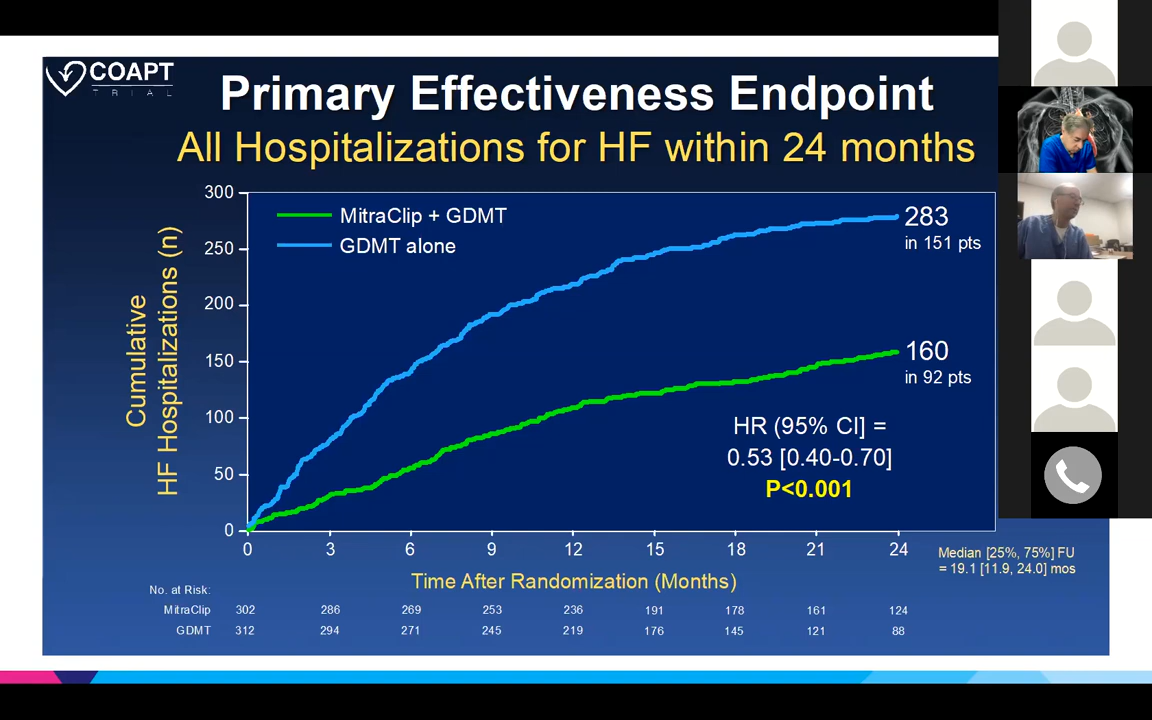 COAPT
TRIAL
Primary Effectiveness Endpoint
All Hospitalizations for HF within 24 months
Cumulative
HF Hospitalizations (n)
300
250
200
150
100
50
0
MitraClip + GDMT
GDMT alone
283
in 151 pts
160
in 92 pts
HR (95% CI] =
0.53 [0.40-0.70]
P<0.001
0 3 6 9 12 15 18 21 24
Time After Randomization (Months)
Median [25%, 75%] FU
= 19.1 [11.9, 24.0] mos
No. at Risk:
MitraClip 302 286 269 253 236 191 178 161 124
GDMT 312 294 271 245 219 176 145 121 88